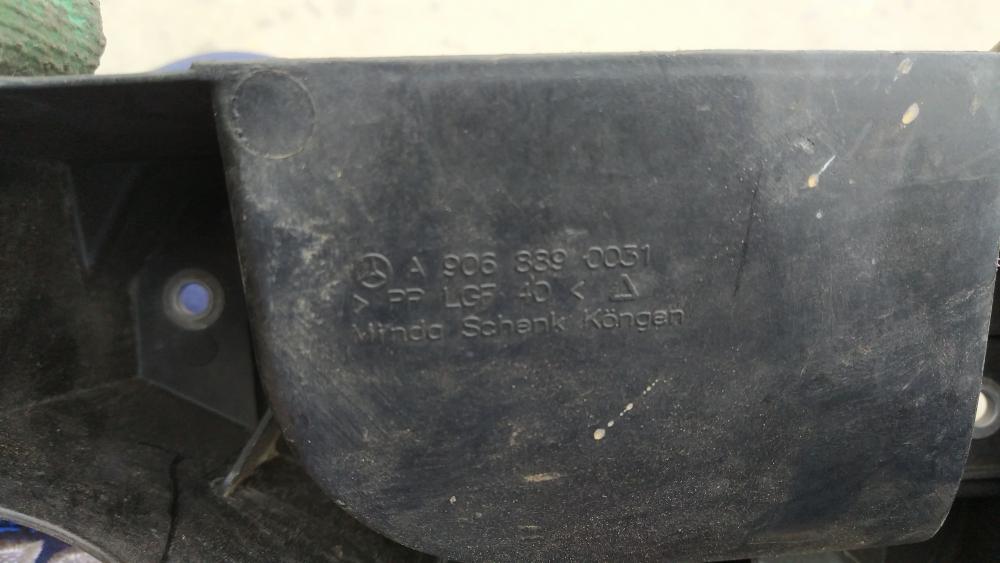 A 906 889 0031
> PP LGF 40 <
Minda Schenk Köngen